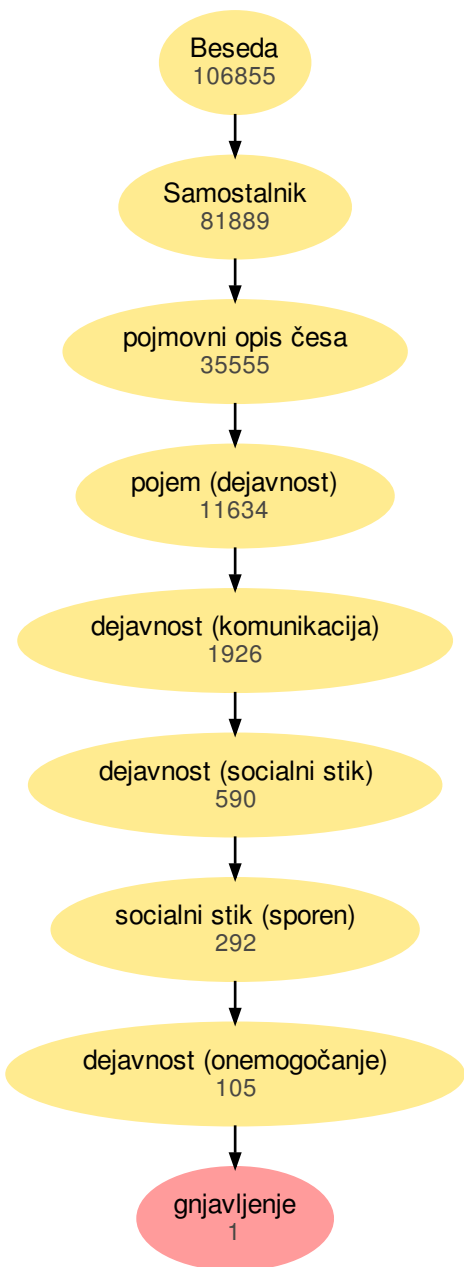 Beseda
106855
Samostalnik
81889
pojmovni opis česa
35555
pojem (dejavnost)
11634
dejavnost (komunikacija)
1926
dejavnost (socialni stik)
590
socialni stik (sporen)
292
dejavnost (onemogočanje)
105
gnjavljenje
1